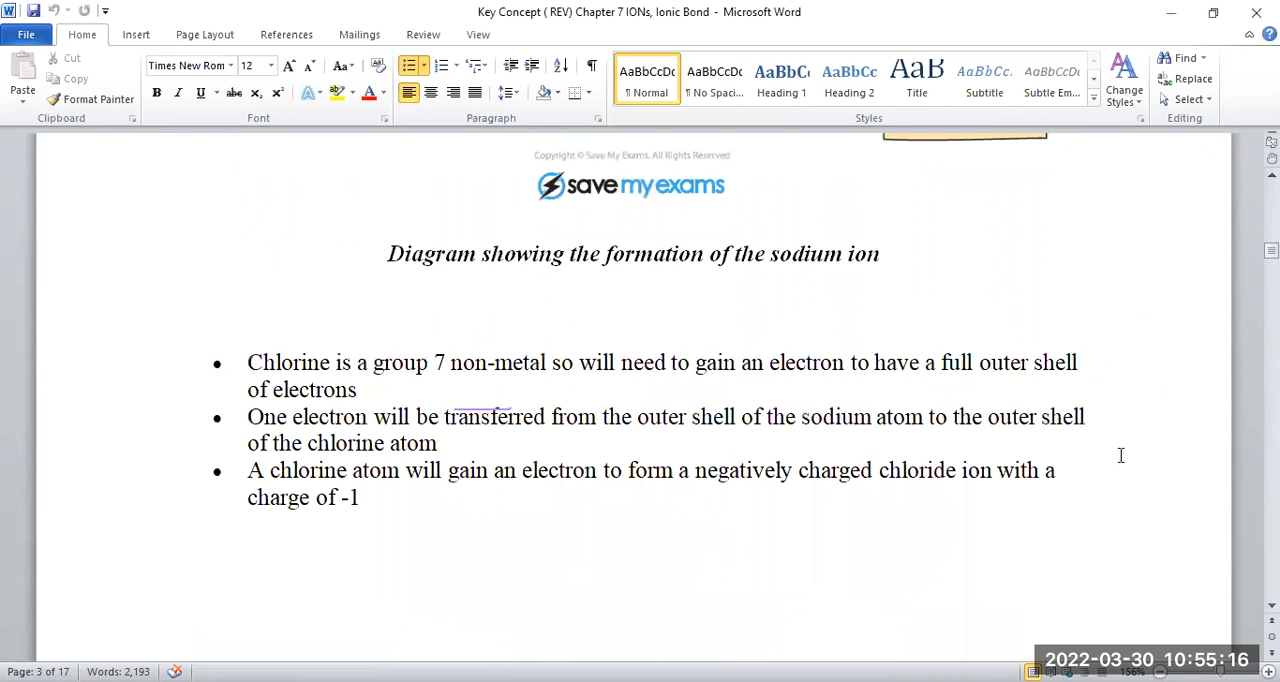 Key Concept ( REV) Chapter 7 IONs, Ionic Bond - Microsoft Word
File Home Insert Page Layout References Mailings Review View
Paste
Cut
Copy
Format Painter
Clipboard
Times New Rom 12
Font
Paragraph
AaBbCcDc
¶ Normal
AaBbCcDc
¶ No Spaci...
AaBbC
Heading 1
AaBbCc
Heading 2
AaB
Title
AaBbCc.
Subtitle
AaBbCcDc
Subtle Em...
Change
Styles
Styles
Find
Replace
Select
Editing
Copyright © Save My Exams. All Rights Reserved
save my exams
Diagram showing the formation of the sodium ion
• Chlorine is a group 7 non-metal so will need to gain an electron to have a full outer shell
of electrons
• One electron will be transferred from the outer shell of the sodium atom to the outer shell
of the chlorine atom
• A chlorine atom will gain an electron to form a negatively charged chloride ion with a
charge of -1
2022-03-30 10:55:16
Page: 3 of 17 Words: 2,193 156%